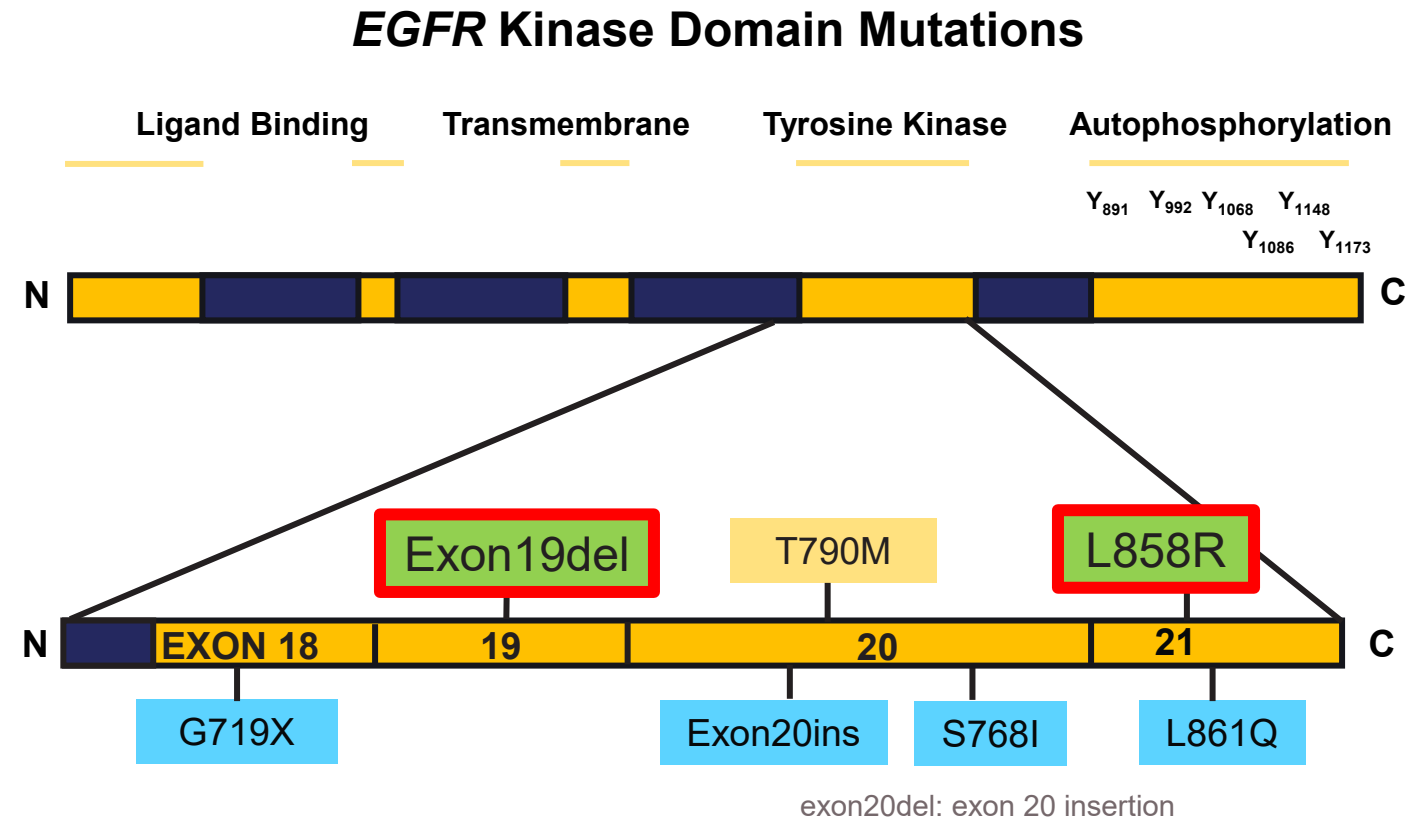 EGFR Kinase Domain Mutations
Ligand Binding Transmembrane Tyrosine Kinase Autophosphorylation
Y891 Y992 Y1068 Y1148
Y1086 Y1173
N C
Exon19del T790M L858R
N EXON 18 19 20 21 C
G719X Exon20ins S768I L861Q
exon20del: exon 20 insertion